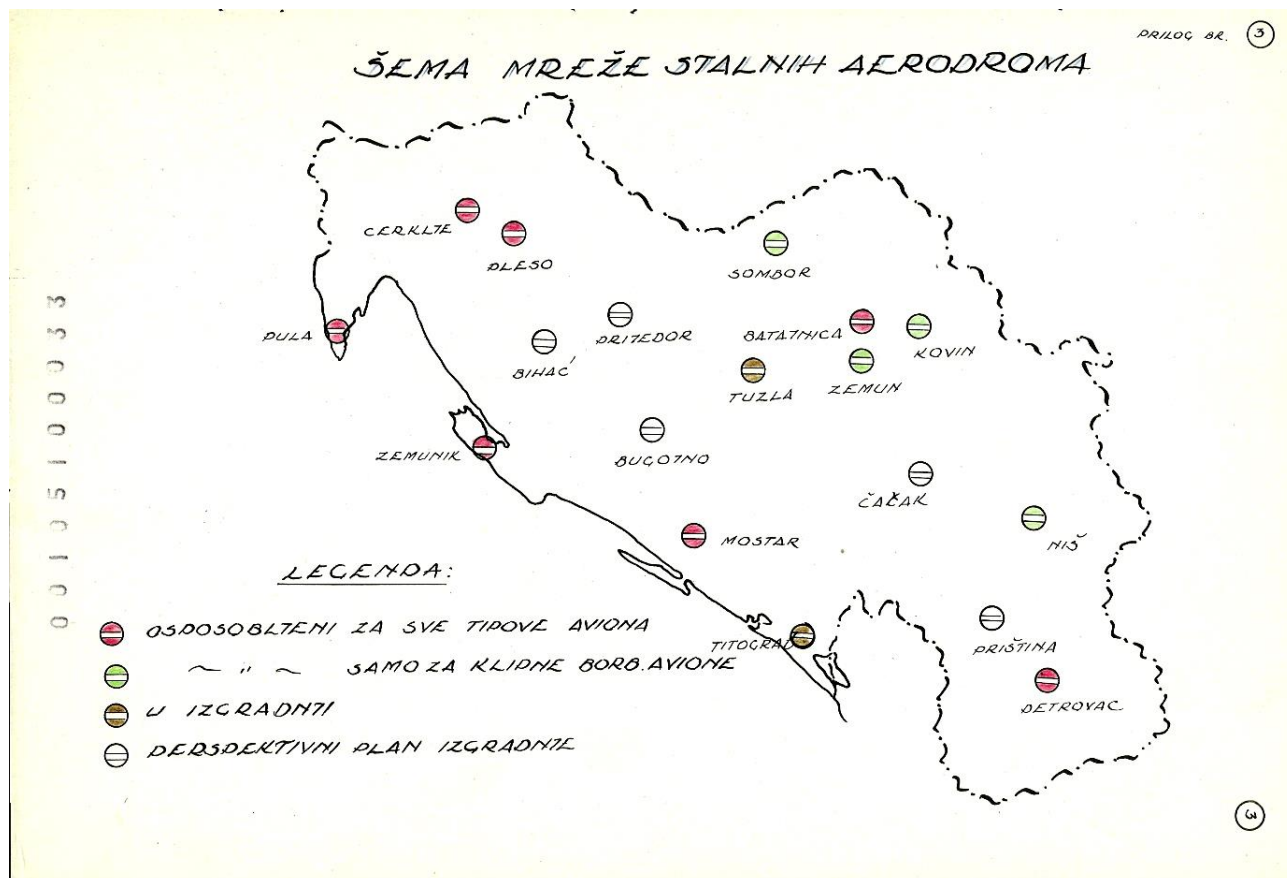 PRILOG BR. 3
ŠEMA MREŽE STALNIH AERODROMA
CERKLJE
PLESO
SOMBOR
PULA
BIHAĆ
PRIJEDOR
BATAJNICA
KOVIN
TUZLA
ZEMUN
ZEMUNIK
BUGOJNO
ČAČAK
MOSTAR
NIŠ
TITOGRAD
PRIŠTINA
PETROVAC
LEGENDA:
OSPOSOBLJENI ZA SVE TIPOVE AVIONA
~ " ~ SAMO ZA KLIPNE BORB. AVIONE
U IZGRADNJI
PERSPEKTIVNI PLAN IZGRADNJE
00105100033
3